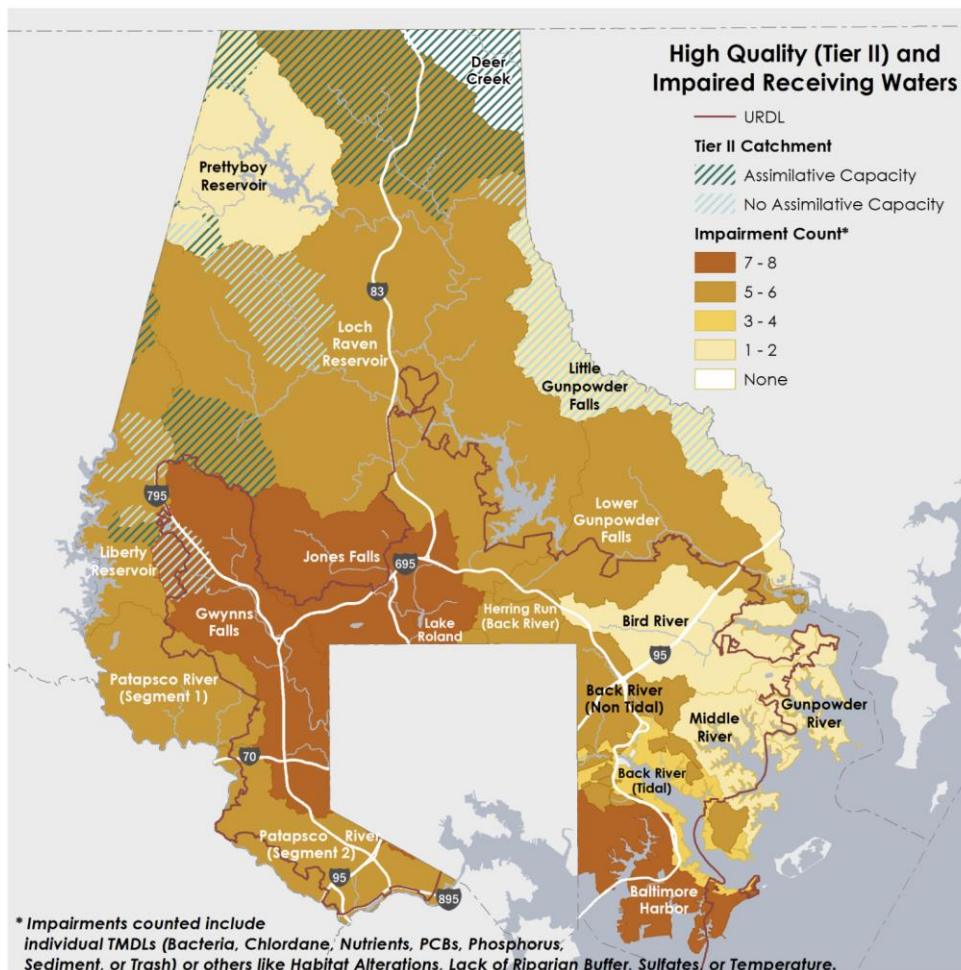 High Quality (Tier II) and
Impaired Receiving Waters
URDL
Tier II Catchment
Assimilative Capacity
No Assimilative Capacity
Impairment Count*
7 - 8
5 - 6
3 - 4
1 - 2
None
Deer
Creek
Prettyboy
Reservoir
83
Loch
Raven
Reservoir
Little
Gunpowder
Falls
795
Lower
Gunpowder
Falls
Liberty
Reservoir
Jones Falls
695
Gwynns
Falls
Lake
Roland
Herring Run
(Back River)
Bird River
95
Patapsco River
(Segment 1)
Back River
(Non Tidal)
Gunpowder
River
Middle
River
70
Back River
(Tidal)
Patapsco River
(Segment 2)
95
895
Baltimore
Harbor
* Impairments counted include
individual TMDLs (Bacteria, Chlordane, Nutrients, PCBs, Phosphorus,
Sediment, or Trash) or others like Habitat Alterations, Lack of Riparian Buffer, Sulfates, or Temperature.